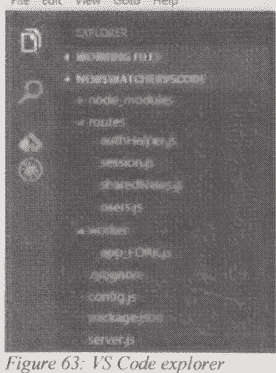 File Edit View Goto Help
EXPLORER
WORKING FILES
NEWSWATCHERVSCODE
node_modules
routes
authHelper.js
session.js
sharedNews.js
users.js
worker
app_FORK.js
.gitignore
config.js
package.json
server.js
Figure 63: VS Code explorer